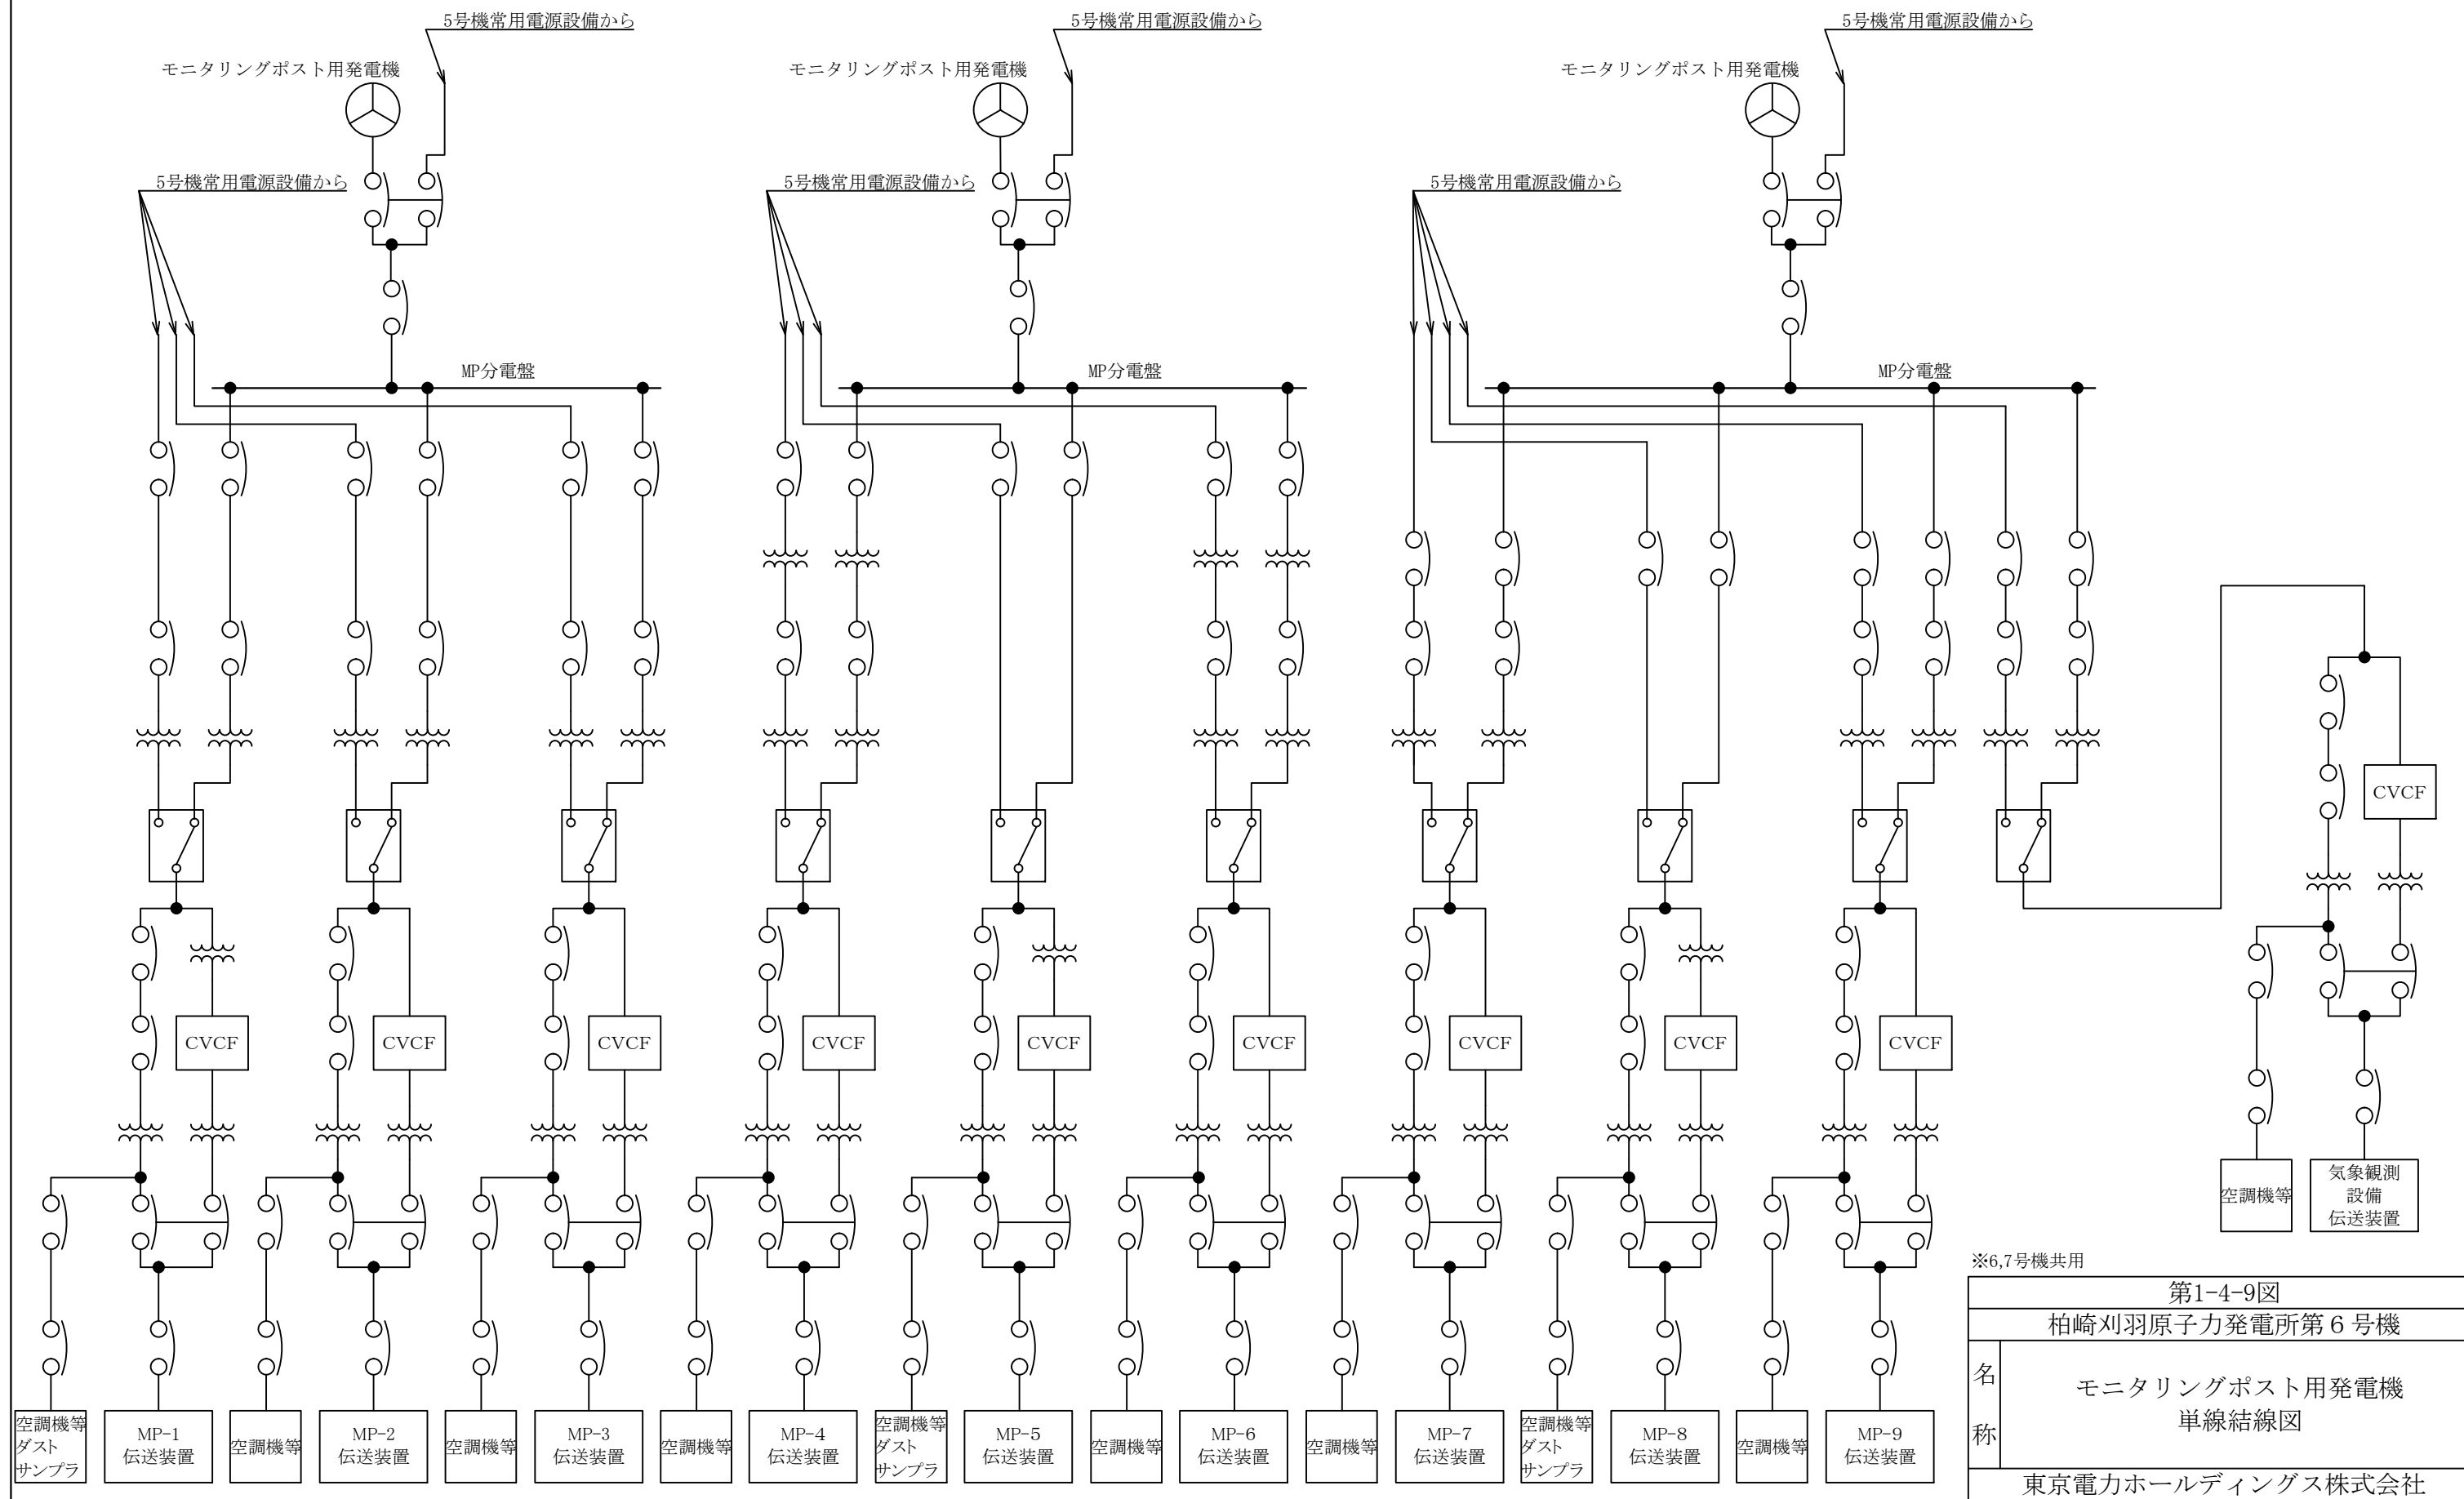 5号機常用電源設備から
5号機常用電源設備から
5号機常用電源設備から
モニタリングポスト用発電機
モニタリングポスト用発電機
モニタリングポスト用発電機
5号機常用電源設備から
5号機常用電源設備から
5号機常用電源設備から
MP分電盤
MP分電盤
MP分電盤
CVCF
CVCF
CVCF
CVCF
CVCF
CVCF
CVCF
CVCF
CVCF
CVCF
空調機等
気象観測
設備
伝送装置
空調機等
ダスト
サンプラ
MP-1
伝送装置
空調機等
MP-2
伝送装置
空調機等
MP-3
伝送装置
空調機等
MP-4
伝送装置
空調機等
ダスト
サンプラ
MP-5
伝送装置
空調機等
MP-6
伝送装置
空調機等
MP-7
伝送装置
空調機等
ダスト
サンプラ
MP-8
伝送装置
空調機等
MP-9
伝送装置
※6,7号機共用
第1-4-9図
柏崎刈羽原子力発電所第6号機
名称
モニタリングポスト用発電機
単線結線図
東京電力ホールディングス株式会社